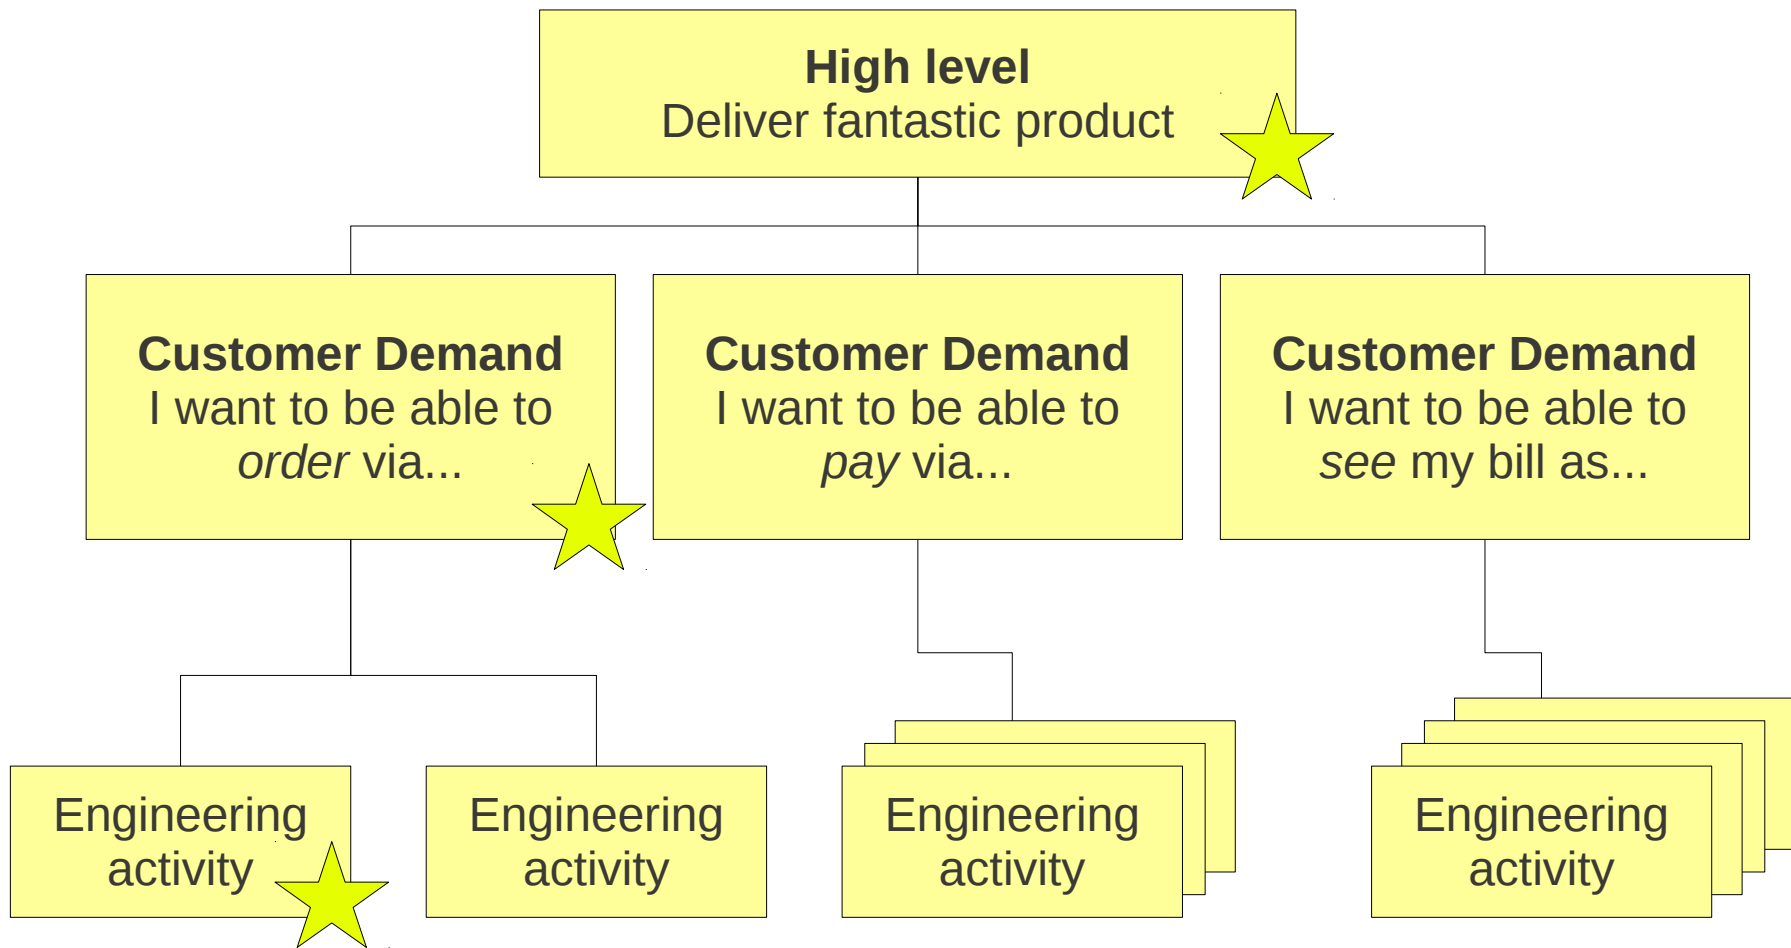 High level
Deliver fantastic product
Customer Demand
I want to be able to
order via...
Customer Demand
I want to be able to
pay via...
Customer Demand
I want to be able to
see my bill as...
Engineering
activity
Engineering
activity
Engineering
activity
Engineering
activity